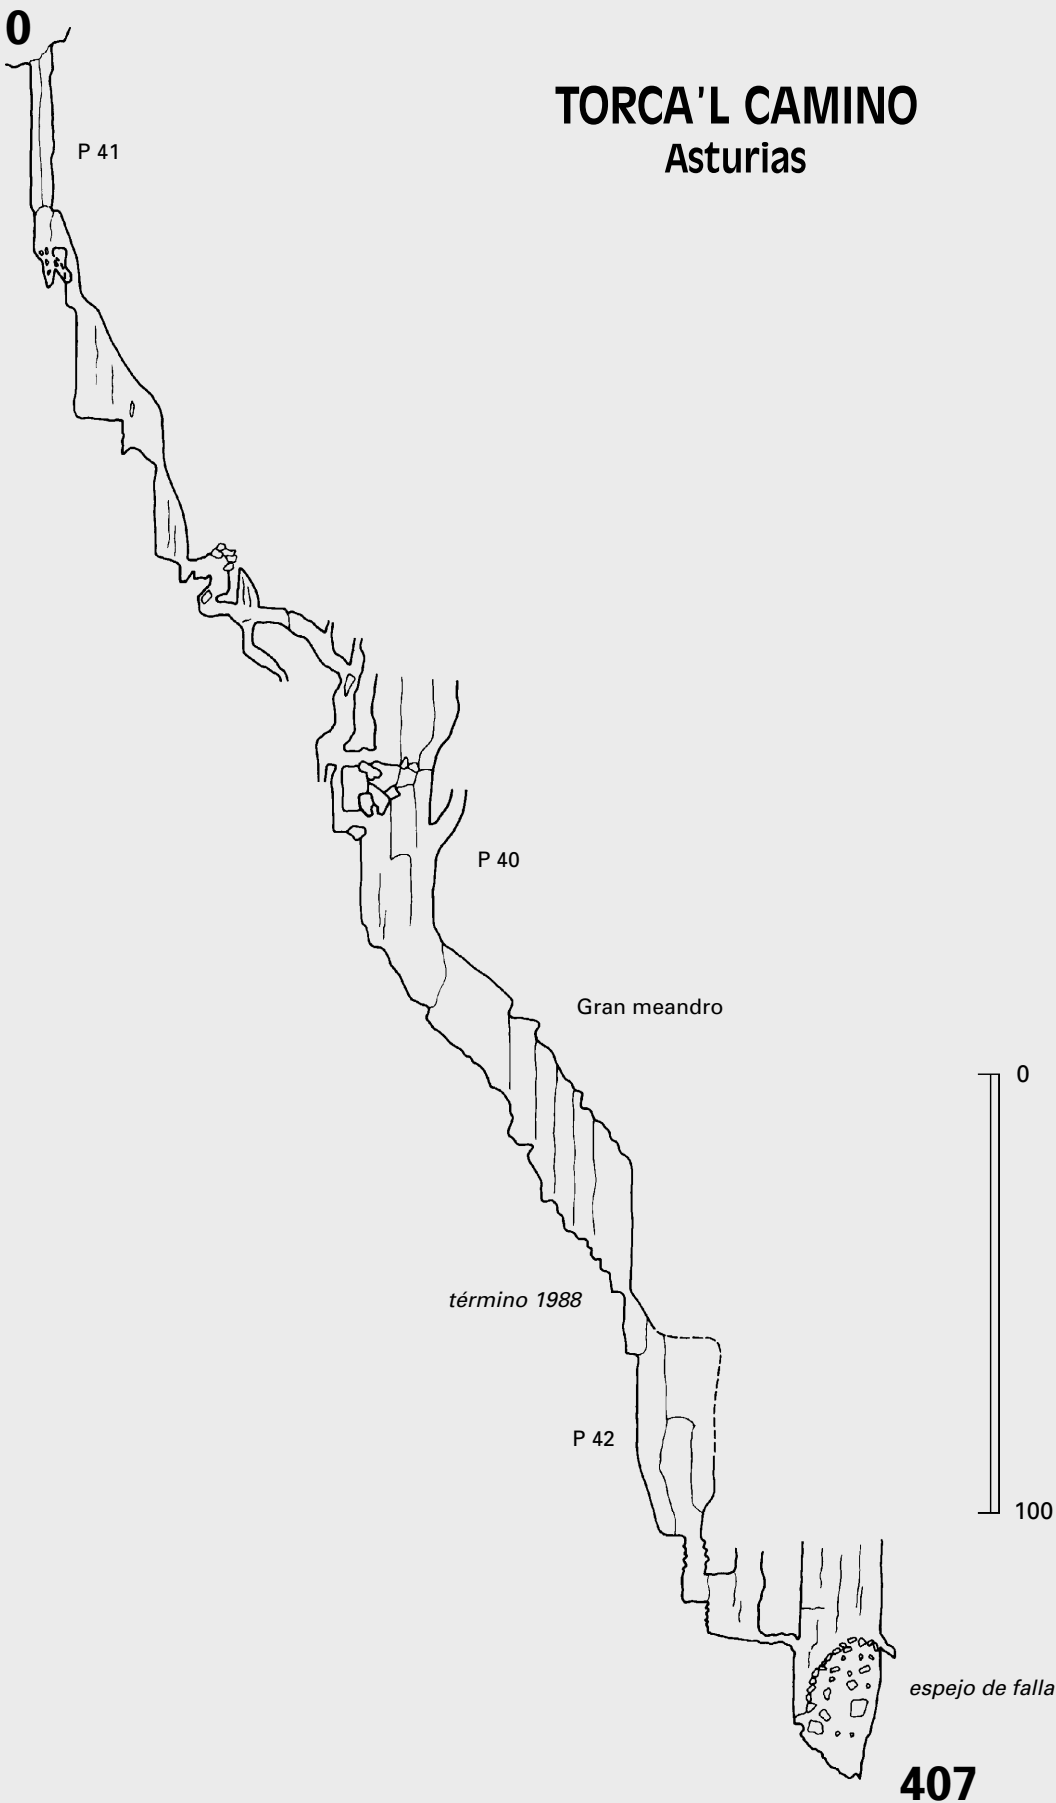 0
TORCA'L CAMINO
Asturias
P 41
P 40
Gran meandro
0
término 1988
P 42
100
espejo de falla
407